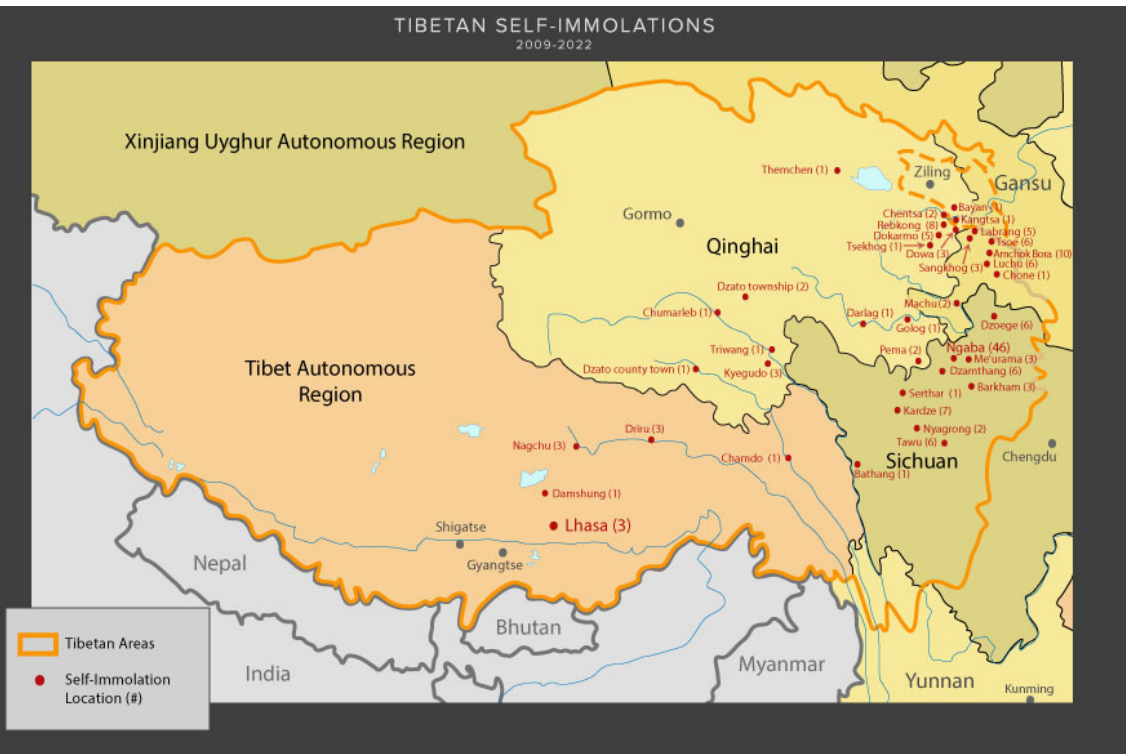 TIBETAN SELF-IMMOLATIONS
2009-2022
Xinjiang Uyghur Autonomous Region
Themchen (1)
Ziling
Gansu
Gormo
Qinghai
Chentsa (2)
Bayan (1)
Rebkong (8)
Kangtsa (1)
Dokarmo (5)
Labrang (5)
Tsekhog (1)
Tsoe (6)
Dowa (3)
Amchok Bora (10)
Sangkhog (3)
Luchu (6)
Chone (1)
Dzato township (2)
Machu (2)
Chumarleb (1)
Darlag (1)
Golog (1)
Dzoege (6)
Triwang (1)
Pema (2)
Ngaba (46)
Me'urama (3)
Kyegudo (3)
Dzato county town (1)
Dzamthang (6)
Barkham (3)
Serthar (1)
Kardze (7)
Tibet Autonomous
Region
Nyagrong (2)
Driru (3)
Tawu (6)
Nagchu (3)
Chamdo (1)
Sichuan
Chengdu
Bathang (1)
Damshung (1)
Lhasa (3)
Shigatse
Gyangtse
Nepal
Bhutan
India
Myanmar
Yunnan
Kunming
Tibetan Areas
Self-Immolation
Location (#)